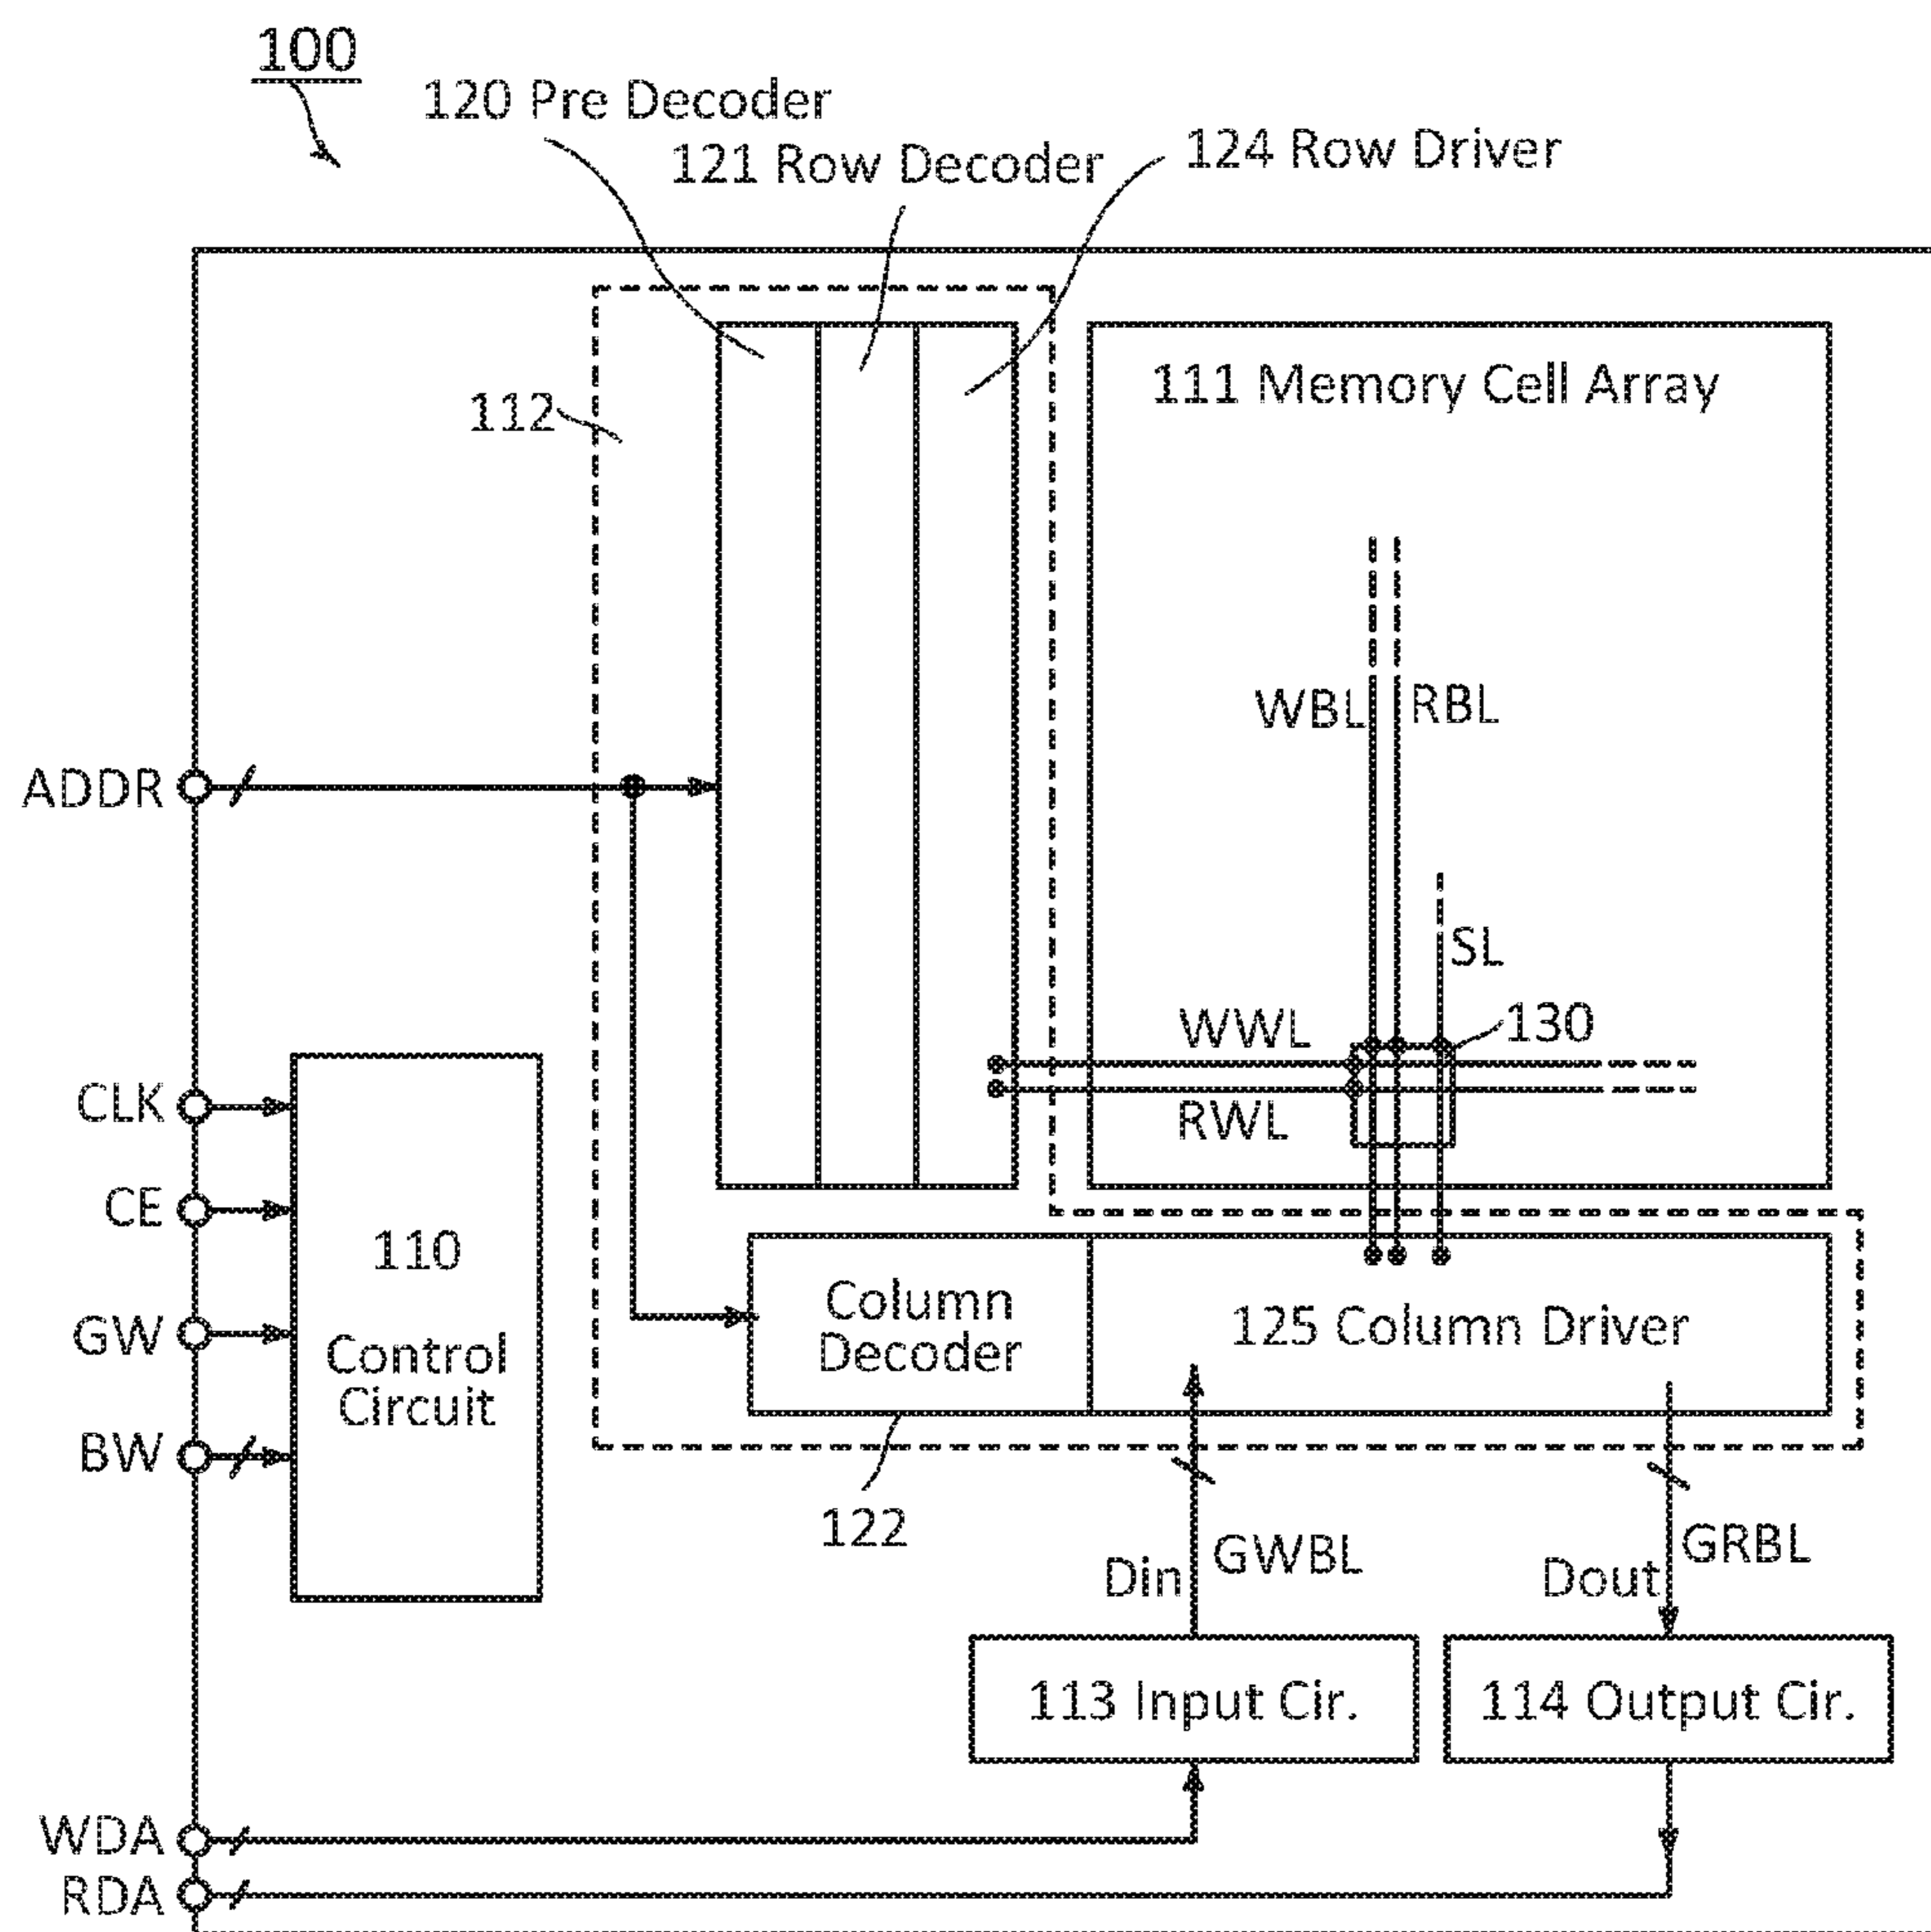 100
120 Pre Decoder
121 Row Decoder
124 Row Driver
112
111 Memory Cell Array
WBL
RBL
ADDR
SL
WWL
130
RWL
CLK
CE
GW
BW
110
Control
Circuit
Column
Decoder
125 Column Driver
122
Din
GWBL
Dout
GRBL
113 Input Cir.
114 Output Cir.
WDA
RDA